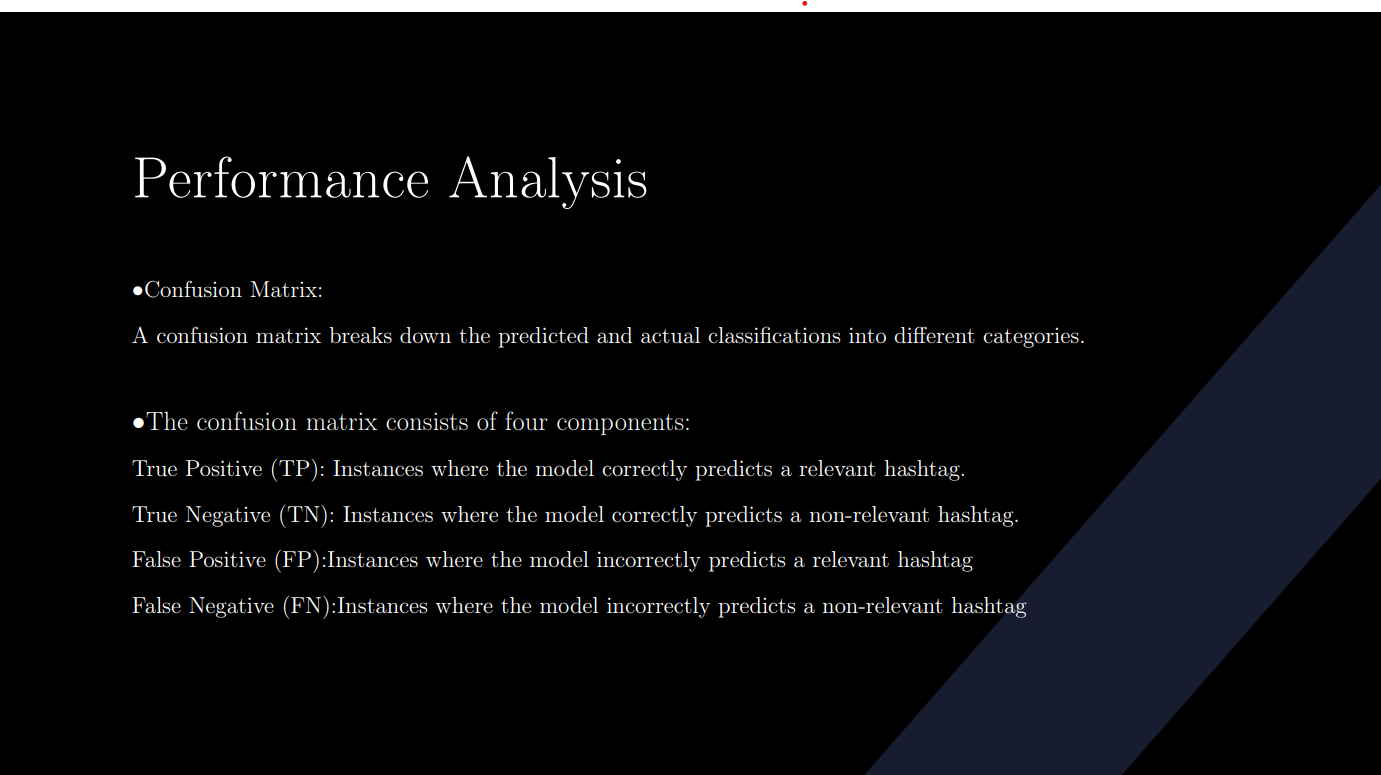 Performance Analysis
●Confusion Matrix:
A confusion matrix breaks down the predicted and actual classifications into different categories.
●The confusion matrix consists of four components:
True Positive (TP): Instances where the model correctly predicts a relevant hashtag.
True Negative (TN): Instances where the model correctly predicts a non-relevant hashtag.
False Positive (FP):Instances where the model incorrectly predicts a relevant hashtag
False Negative (FN):Instances where the model incorrectly predicts a non-relevant hashtag